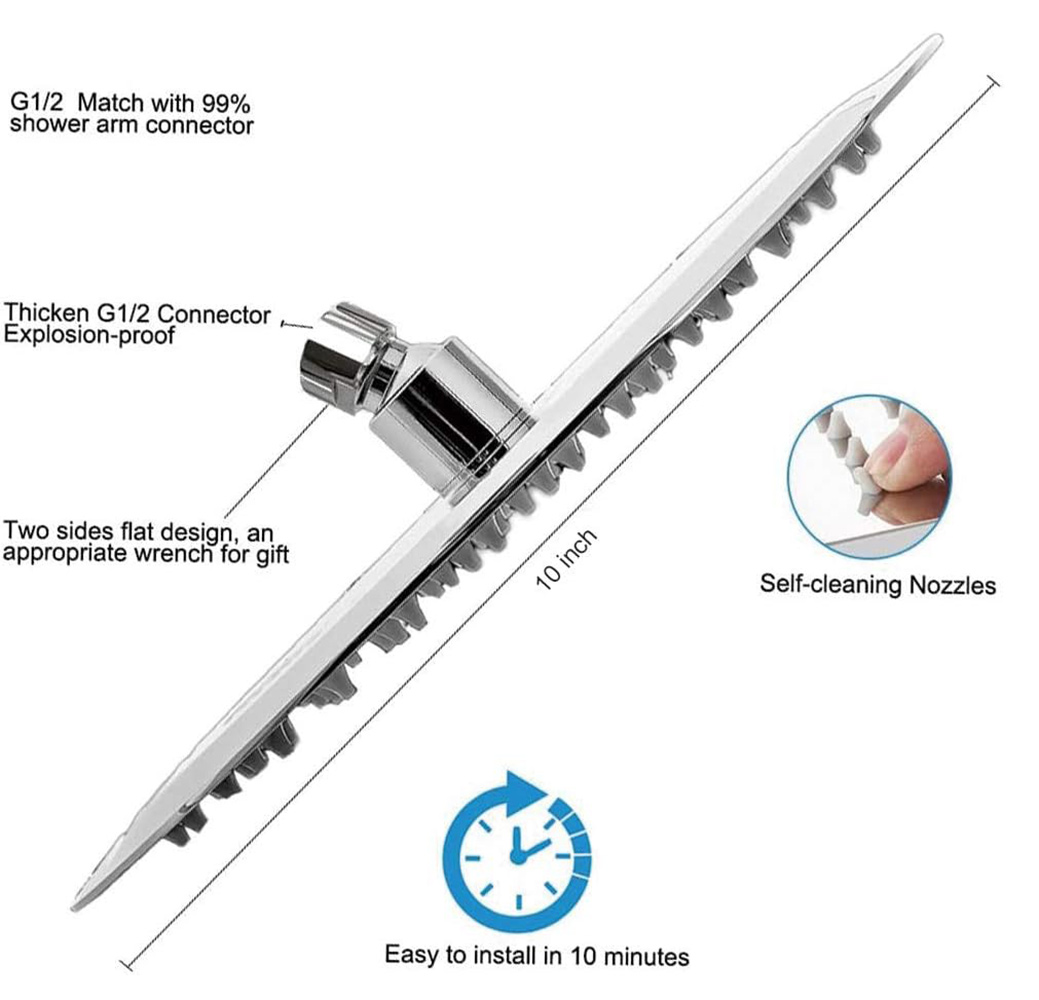 G1/2 Match with 99%
shower arm connector
Thicken G1/2 Connector
Explosion-proof
Two sides flat design, an
appropriate wrench for gift
10 inch
Self-cleaning Nozzles
Easy to install in 10 minutes